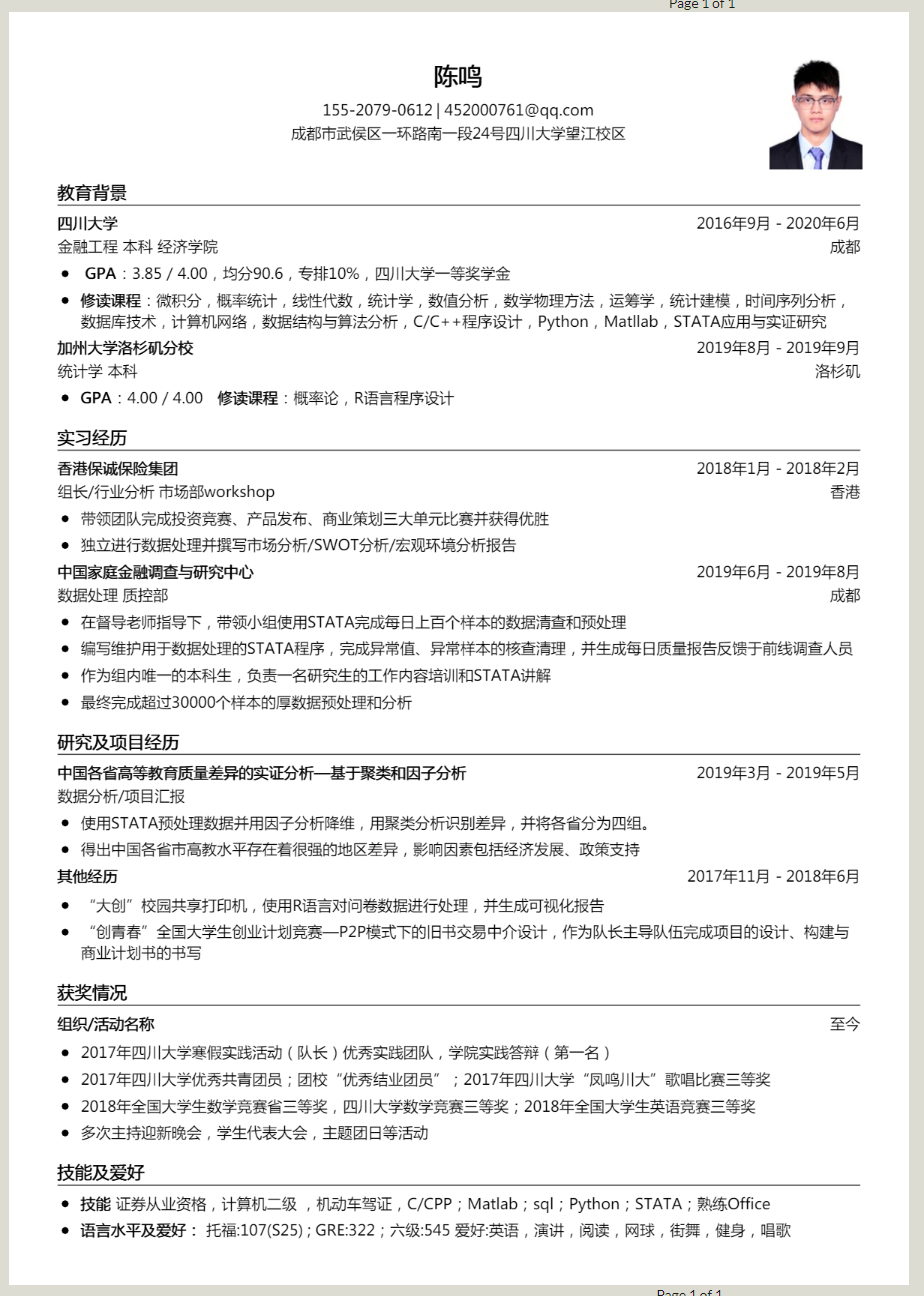 Page 1 of 1
陈鸣
155-2079-0612 | 452000761@qq.com
成都市武侯区一环路南一段24号四川大学望江校区
教育背景
四川大学 2016年9月 - 2020年6月
金融工程 本科 经济学院 成都
● GPA：3.85 / 4.00，均分90.6，专排10%，四川大学一等奖学金
● 修读课程：微积分，概率统计，线性代数，统计学，数值分析，数学物理方法，运筹学，统计建模，时间序列分析，
数据库技术，计算机网络，数据结构与算法分析，C/C++程序设计，Python，Matllab，STATA应用与实证研究
加州大学洛杉矶分校 2019年8月 - 2019年9月
统计学 本科 洛杉矶
● GPA：4.00 / 4.00 修读课程：概率论，R语言程序设计
实习经历
香港保诚保险集团 2018年1月 - 2018年2月
组长/行业分析 市场部workshop 香港
● 带领团队完成投资竞赛、产品发布、商业策划三大单元比赛并获得优胜
● 独立进行数据处理并撰写市场分析/SWOT分析/宏观环境分析报告
中国家庭金融调查与研究中心 2019年6月 - 2019年8月
数据处理 质控部 成都
● 在督导老师指导下，带领小组使用STATA完成每日上百个样本的数据清查和预处理
● 编写维护用于数据处理的STATA程序，完成异常值、异常样本的核查清理，并生成每日质量报告反馈于前线调查人员
● 作为组内唯一的本科生，负责一名研究生的工作内容培训和STATA讲解
● 最终完成超过30000个样本的厚数据预处理和分析
研究及项目经历
中国各省高等教育质量差异的实证分析—基于聚类和因子分析 2019年3月 - 2019年5月
数据分析/项目汇报
● 使用STATA预处理数据并用因子分析降维，用聚类分析识别差异，并将各省分为四组。
● 得出中国各省市高教水平存在着很强的地区差异，影响因素包括经济发展、政策支持
其他经历 2017年11月 - 2018年6月
● “大创”校园共享打印机，使用R语言对问卷数据进行处理，并生成可视化报告
● “创青春”全国大学生创业计划竞赛—P2P模式下的旧书交易中介设计，作为队长主导队伍完成项目的设计、构建与
商业计划书的书写
获奖情况
组织/活动名称 至今
● 2017年四川大学寒假实践活动（队长）优秀实践团队，学院实践答辩（第一名）
● 2017年四川大学优秀共青团员；团校“优秀结业团员”；2017年四川大学“凤鸣川大”歌唱比赛三等奖
● 2018年全国大学生数学竞赛省三等奖，四川大学数学竞赛三等奖；2018年全国大学生英语竞赛三等奖
● 多次主持迎新晚会，学生代表大会，主题团日等活动
技能及爱好
● 技能 证券从业资格，计算机二级 ，机动车驾证，C/CPP；Matlab；sql；Python；STATA；熟练Office
● 语言水平及爱好： 托福:107(S25)；GRE:322；六级:545 爱好:英语，演讲，阅读，网球，街舞，健身，唱歌
Page 1 of 1